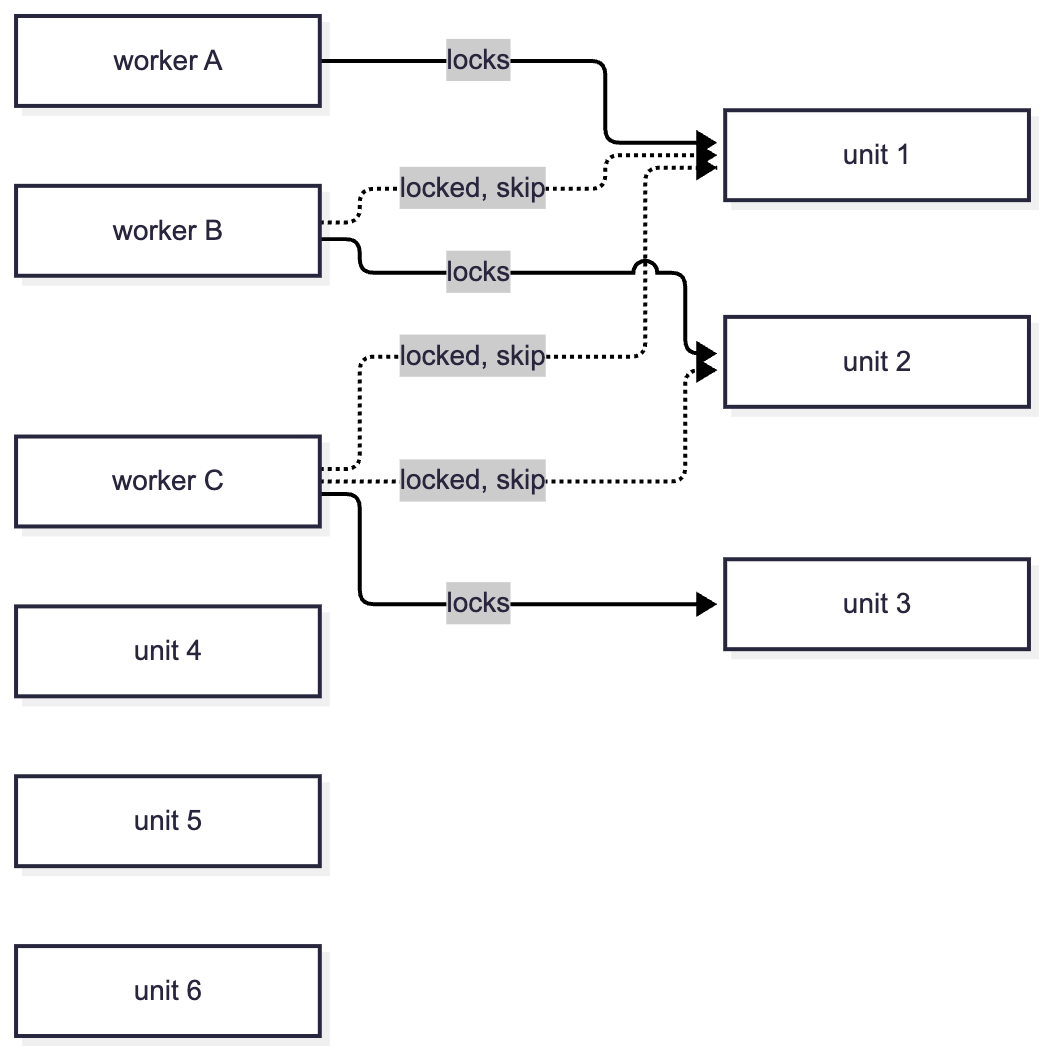 worker A
locks
unit 1
locked, skip
worker B
locks
locked, skip
unit 2
worker C
locked, skip
locks
unit 3
unit 4
unit 5
unit 6